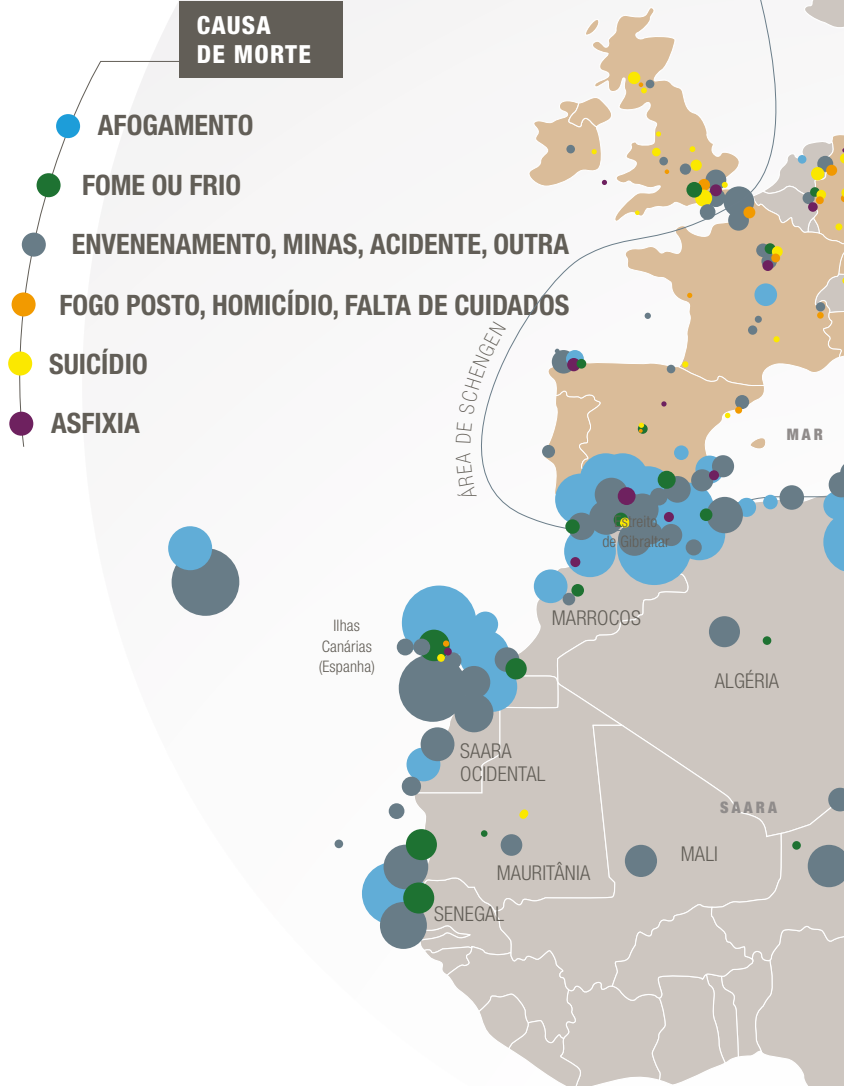 CAUSA
DE MORTE
AFOGAMENTO
FOME OU FRIO
ENVENENAMENTO, MINAS, ACIDENTE, OUTRA
FOGO POSTO, HOMICÍDIO, FALTA DE CUIDADOS
SUICÍDIO
ASFIXIA
ÁREA DE SCHENGEN
MAR
Estreito
de Gibraltar
MARROCOS
Ilhas
Canárias
(Espanha)
ALGÉRIA
SAARA
OCIDENTAL
SAARA
MALI
MAURITÂNIA
SENEGAL